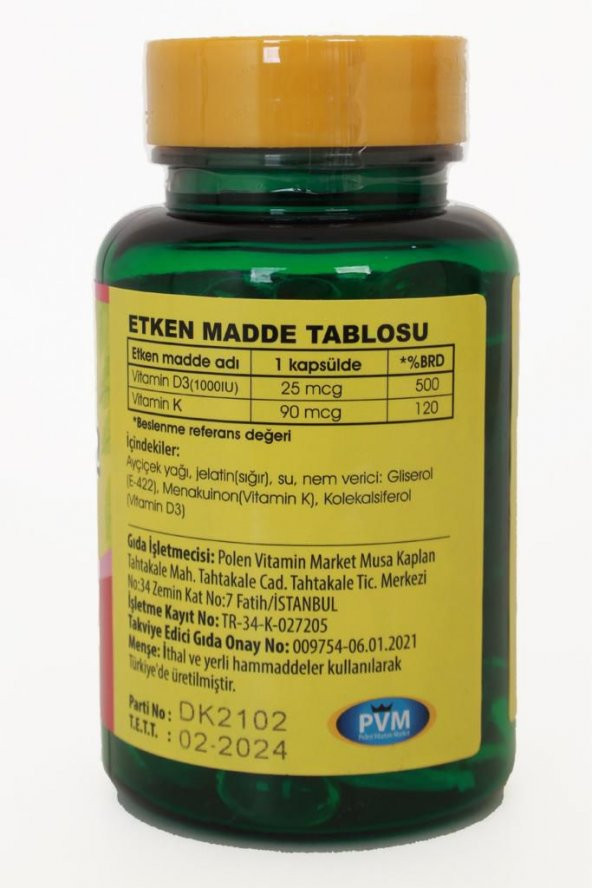 ETKEN MADDE TABLOSU
Etken madde adı 1 kapsülde *%BRD
Vitamin D3(1000IU) 25 mcg 500
Vitamin K 90 mcg 120
*Beslenme referans değeri
İçindekiler:
Ayçiçek yağı, jelatin(sığır), su, nem verici: Gliserol
(E-422), Menakuinon(Vitamin K), Kolekalsiferol
(Vitamin D3)
Gıda İşletmecisi: Polen Vitamin Market Musa Kaplan
Tahtakale Mah. Tahtakale Cad. Tahtakale Tic. Merkezi
No:34 Zemin Kat No:7 Fatih/İSTANBUL
İşletme Kayıt No: TR-34-K-027205
Takviye Edici Gıda Onay No: 009754-06.01.2021
Menşe: İthal ve yerli hammaddeler kullanılarak
Türkiye'de üretilmiştir.
Parti No : DK2102
T.E.T.T. : 02-2024
PVM
Polen Vitamin Market